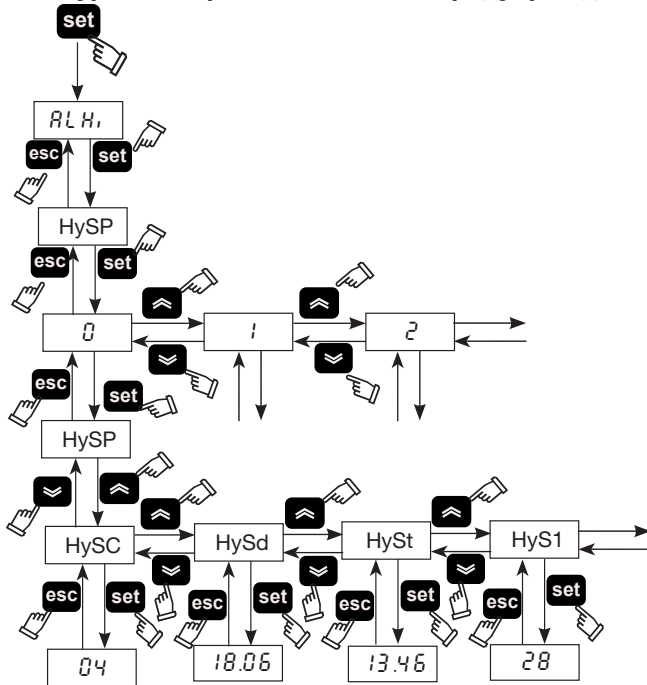 set
ALHi
esc set
HySP
esc set
0 1 2
esc set
HySP
HySC HySd HySt HyS1
esc set esc set esc set esc set
04 18.06 13.46 28